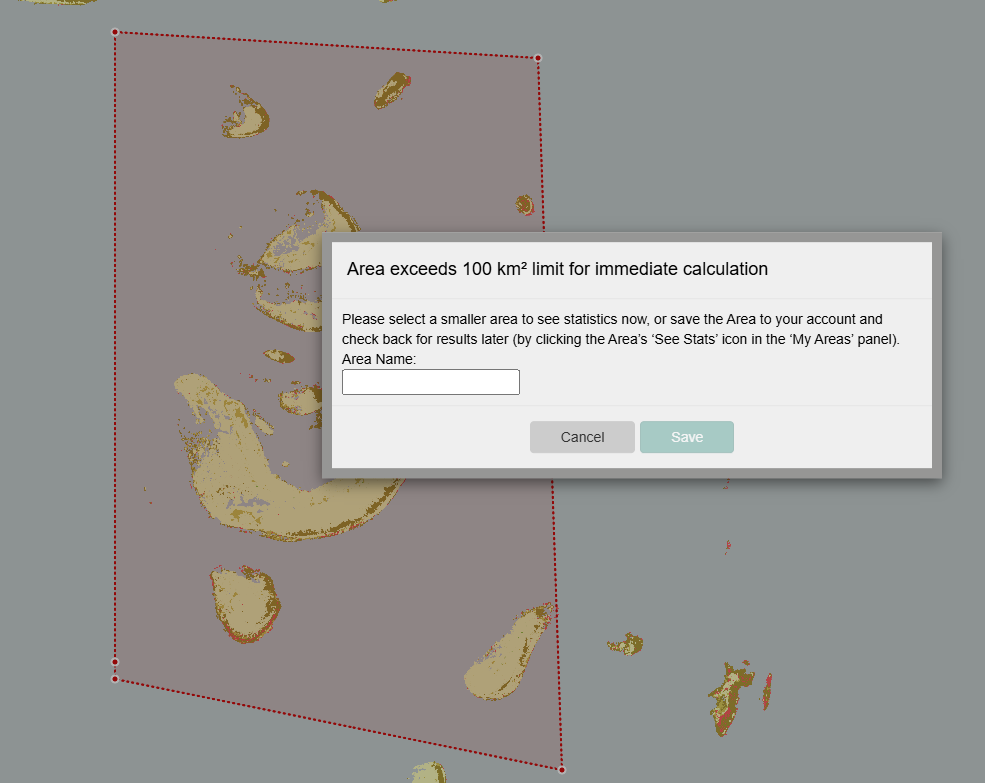 Area exceeds 100 km² limit for immediate calculation
Please select a smaller area to see statistics now, or save the Area to your account and
check back for results later (by clicking the Area's ‘See Stats’ icon in the ‘My Areas’ panel).
Area Name:
Cancel
Save